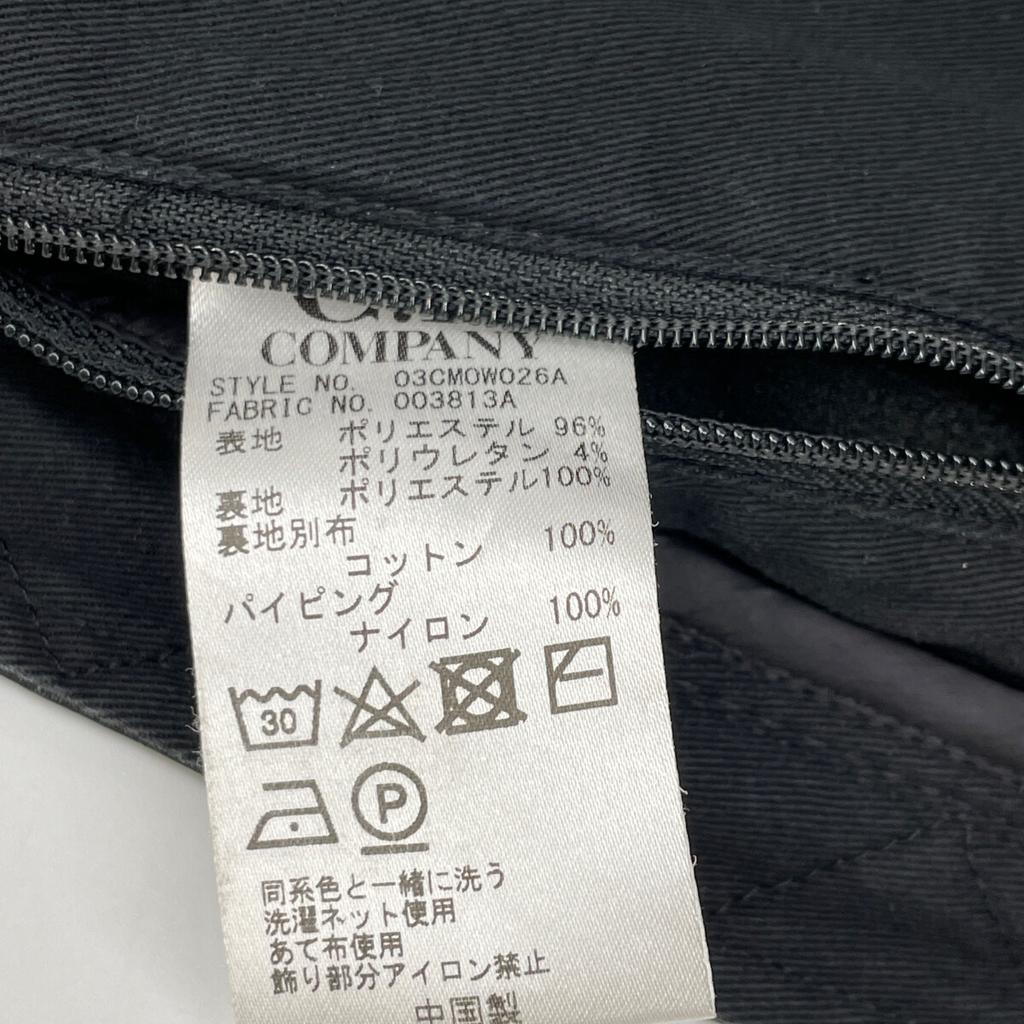 COMPANY
STYLE NO. 03CMOW026A
FABRIC NO. 003813A
表地 ポリエステル 96%
ポリウレタン 4%
裏地 ポリエステル100%
裏地別布
コットン 100%
パイピング
ナイロン 100%
30
P
同系色と一緒に洗う
洗濯ネット使用
あて布使用
飾り部分アイロン禁止
中国製